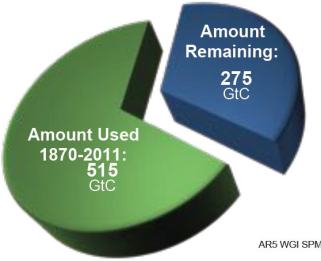 Amount
Remaining:
275
GtC
Amount Used
1870-2011:
515
GtC
AR5 WGI SPM